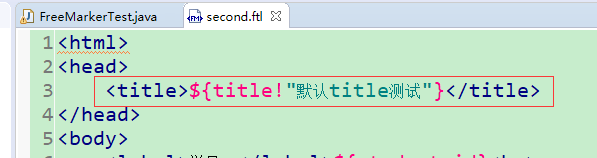 FreeMarkerTest.java second.ftl
1 <html>
2 <head>
3 <title>${title!"默认title测试"}</title>
4 </head>
5 <body>